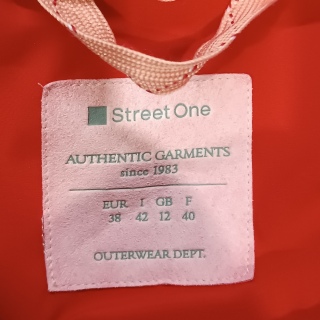 Street One
AUTHENTIC GARMENTS
since 1983
EUR I GB F
38 42 12 40
OUTERWEAR DEPT.